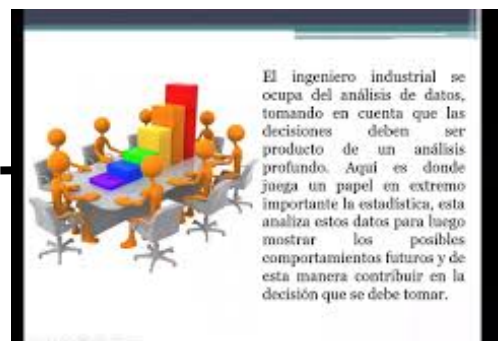 El ingeniero industrial se
ocupa del análisis de datos,
tomando en cuenta que las
decisiones deben ser
producto de un análisis
profundo. Aquí es donde
juega un papel en extremo
importante la estadística, esta
analiza estos datos para luego
mostrar los posibles
comportamientos futuros y de
esta manera contribuir en la
decisión que se debe tomar.